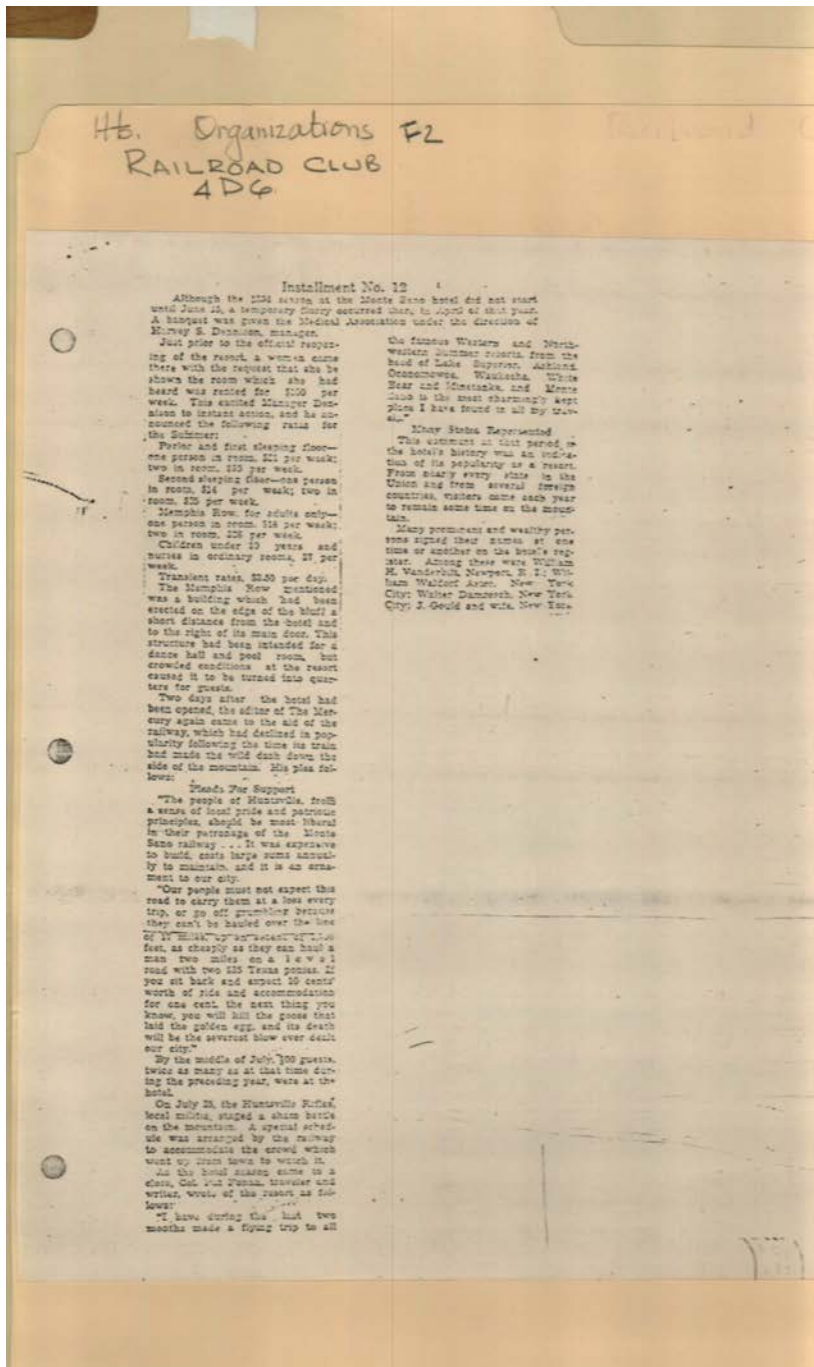 Hb. Organizations F2
RAILROAD CLUB
4D6
Installment No. 12
Although the season at the Monte Sano hotel did not start
until June 15, a temporary flurry occurred there in April of that year.
A banquet was given the Medical Association under the direction of
Harvey S. Dennison, manager.
Just prior to the official reopen-
ing of the resort, a woman came
there with the request that she be
shown the room which she had
heard was rented for $100 per
week. This excited Manager Den-
nison to instant action, and he an-
nounced the following rates for
the Summer:
Parlor and first sleeping floor—
one person in room, $21 per week;
two in room, per week.
Second sleeping floor—one person
in room, $16 per week; two in
room, per week.
Memphis Row, for adults only—
one person in room, $16 per week;
two in room, per week.
Children under 10 years and
nurses in ordinary rooms, $7 per
week.
Transient rates, $2.50 per day.
The Memphis Row mentioned
was a building which had been
erected on the edge of the bluff a
short distance from the hotel and
to the right of its main door. This
structure had been intended for a
dance hall and pool room, but
crowded conditions at the resort
caused it to be turned into quar-
ters for guests.
Two days after the hotel had
been opened, the editor of The Mer-
cury again came to the aid of the
railway, which had declined in pop-
ularity following the time its train
had made the wild dash down the
side of the mountain. His plea fol-
lows:
Pleads For Support
"The people of Huntsville, from
a sense of local pride and patriotic
principles, should be most liberal
in their patronage of the Monte
Sano railway . . . It was expensive
to build, costs large sums annual-
ly to maintain, and it is an orna-
ment to our city.
"Our people must not expect this
road to carry them at a loss every
trip, or go off grumbling because
they can't be hauled over the line
of miles, up an ascent of
feet, as cheaply as they can haul a
man two miles on a level
road with two $25 Texas ponies. If
you sit back and expect 10 cents'
worth of ride and accommodation
for one cent, the next thing you
know, you will kill the goose that
laid the golden egg, and its death
will be the severest blow ever dealt
our city."
By the middle of July, 100 guests,
twice as many as at that time dur-
ing the preceding year, were at the
hotel.
On July 25, the Huntsville Rifles,
local militia, staged a sham battle
on the mountain. A special sched-
ule was arranged by the railway
to accommodate the crowd which
went up from town to watch it.
As the hotel season came to a
close, Col. Pat traveler and
writer, wrote of the resort as fol-
lows:
"I have during the last two
months made a flying trip to all
the famous Western and North-
western Summer resorts, from the
head of Lake Superior, Ashland,
Oconomowoc, Waukesha, White
Bear and Minetonka, and Monte
Sano is the most charmingly kept
place I have found in all my trav-
els."
Many States Represented
This estimate at that period in
the hotel's history was an indica-
tion of its popularity as a resort.
From nearly every state in the
Union and from several foreign
countries, visitors came each year
to remain some time on the moun-
tain.
Many prominent and wealthy per-
sons signed their names at one
time or another on the hotel's reg-
ister. Among these were William
H. Vanderbilt, Newport, R. I.; Wil-
liam Waldorf Astor, New York
City; Walter Damrosch, New York
City; J. Gould and wife, New York